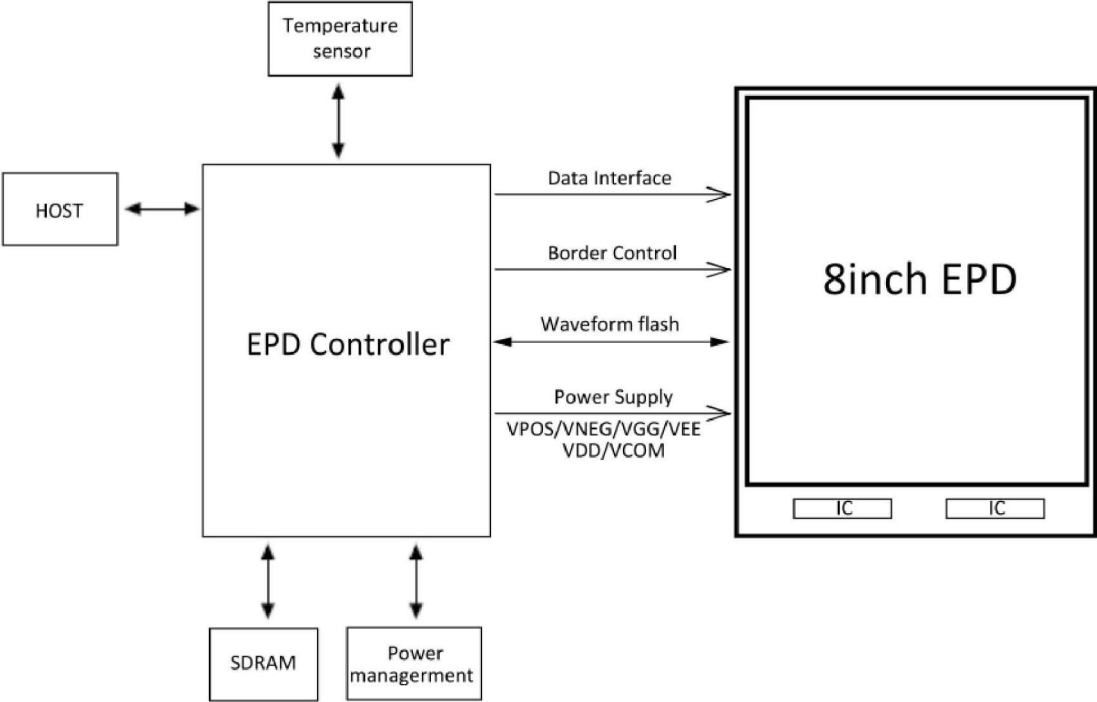 Temperature
sensor
HOST
EPD Controller
Data Interface
Border Control
Waveform flash
Power Supply
VPOS/VNEG/VGG/VEE
VDD/VCOM
8inch EPD
IC
IC
SDRAM
Power
managerment